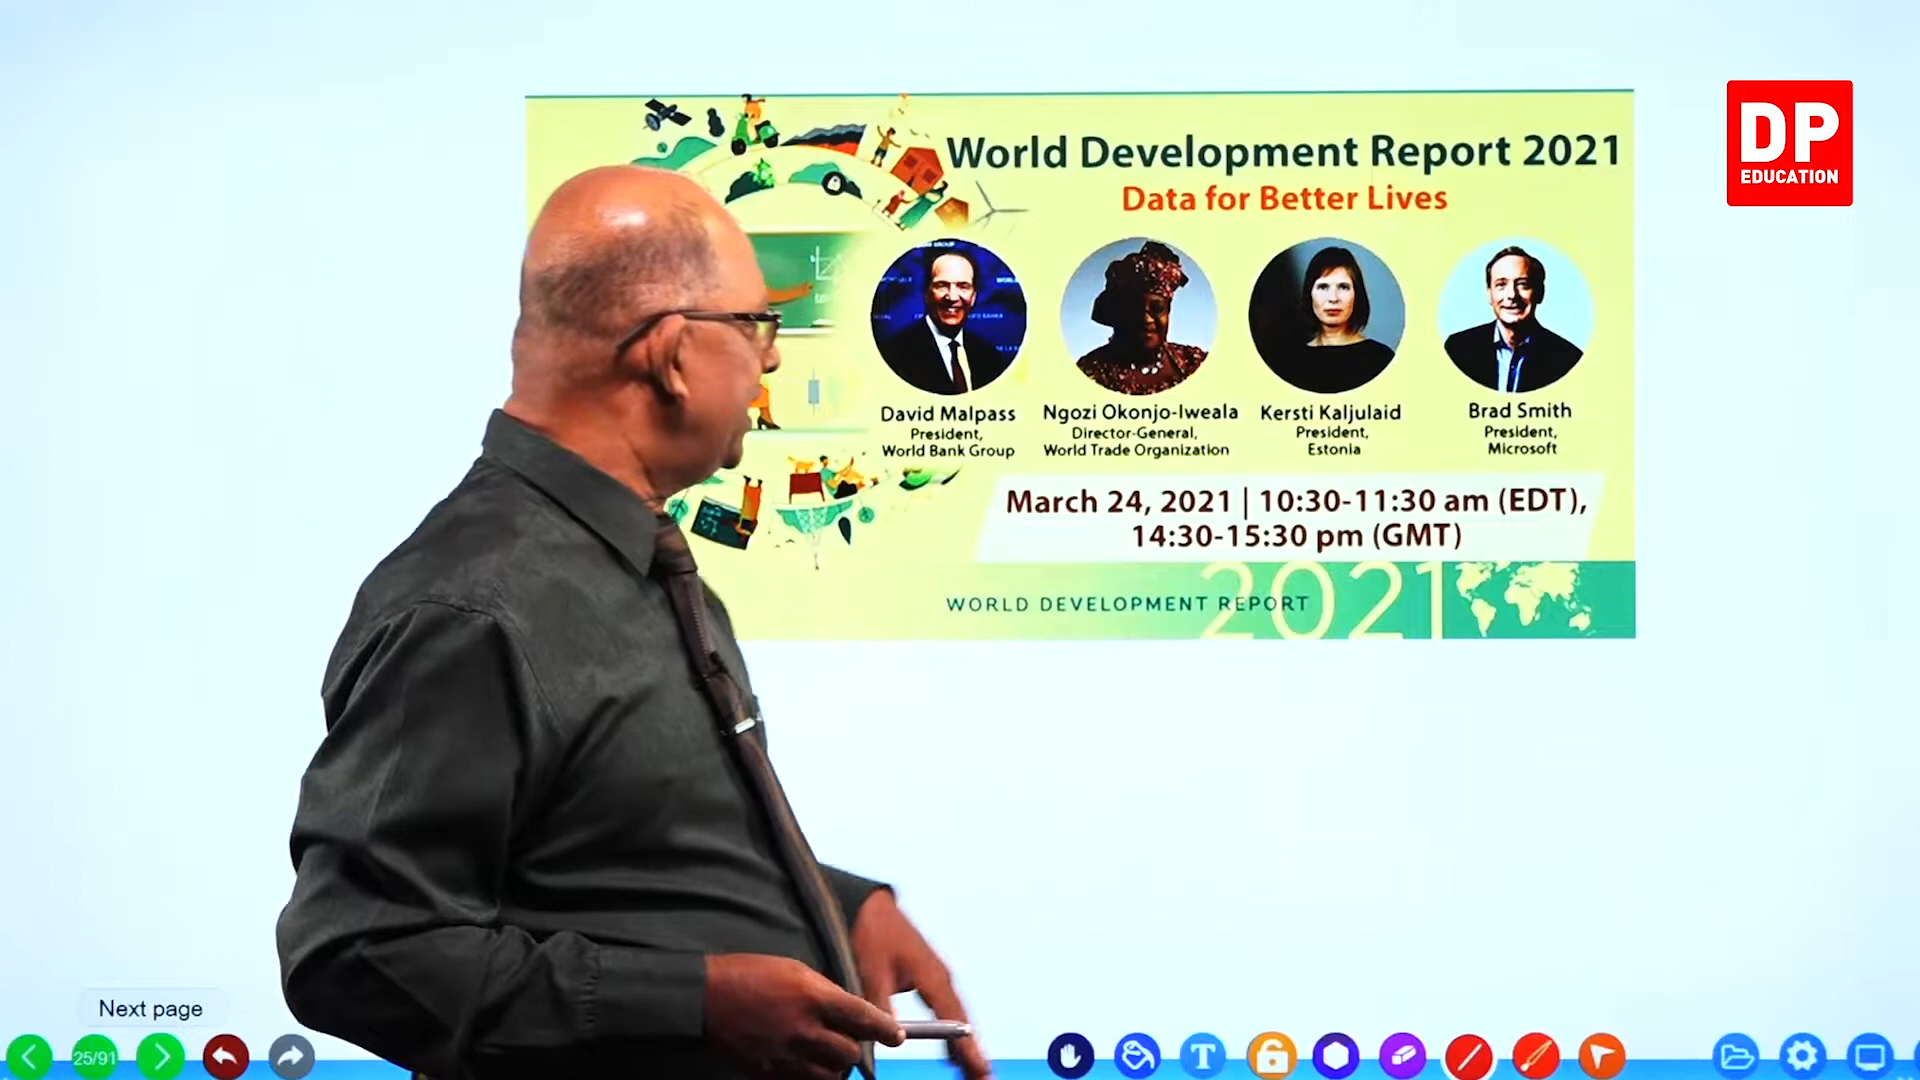 DP
EDUCATION
World Development Report 2021
Data for Better Lives
David Malpass
President,
World Bank Group
Ngozi Okonjo-Iweala
Director-General,
World Trade Organization
Kersti Kaljulaid
President,
Estonia
Brad Smith
President,
Microsoft
March 24, 2021 | 10:30-11:30 am (EDT),
14:30-15:30 pm (GMT)
WORLD DEVELOPMENT REPORT
2021
Next page
25/91
T